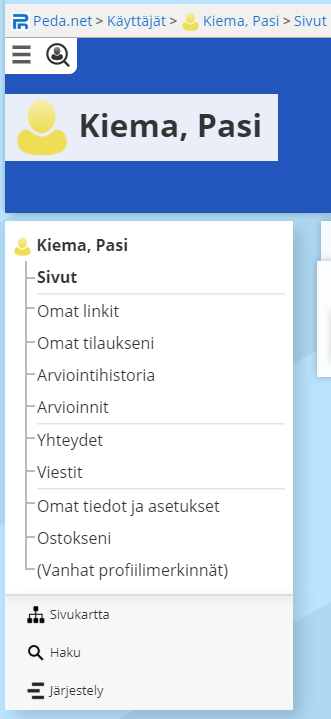 Peda.net > Käyttäjät > Kiema, Pasi > Sivut
Kiema, Pasi
Kiema, Pasi
Sivut
Omat linkit
Omat tilaukseni
Arviointihistoria
Arvioinnit
Yhteydet
Viestit
Omat tiedot ja asetukset
Ostokseni
(Vanhat profiilimerkinnät)
Sivukartta
Haku
Järjestely